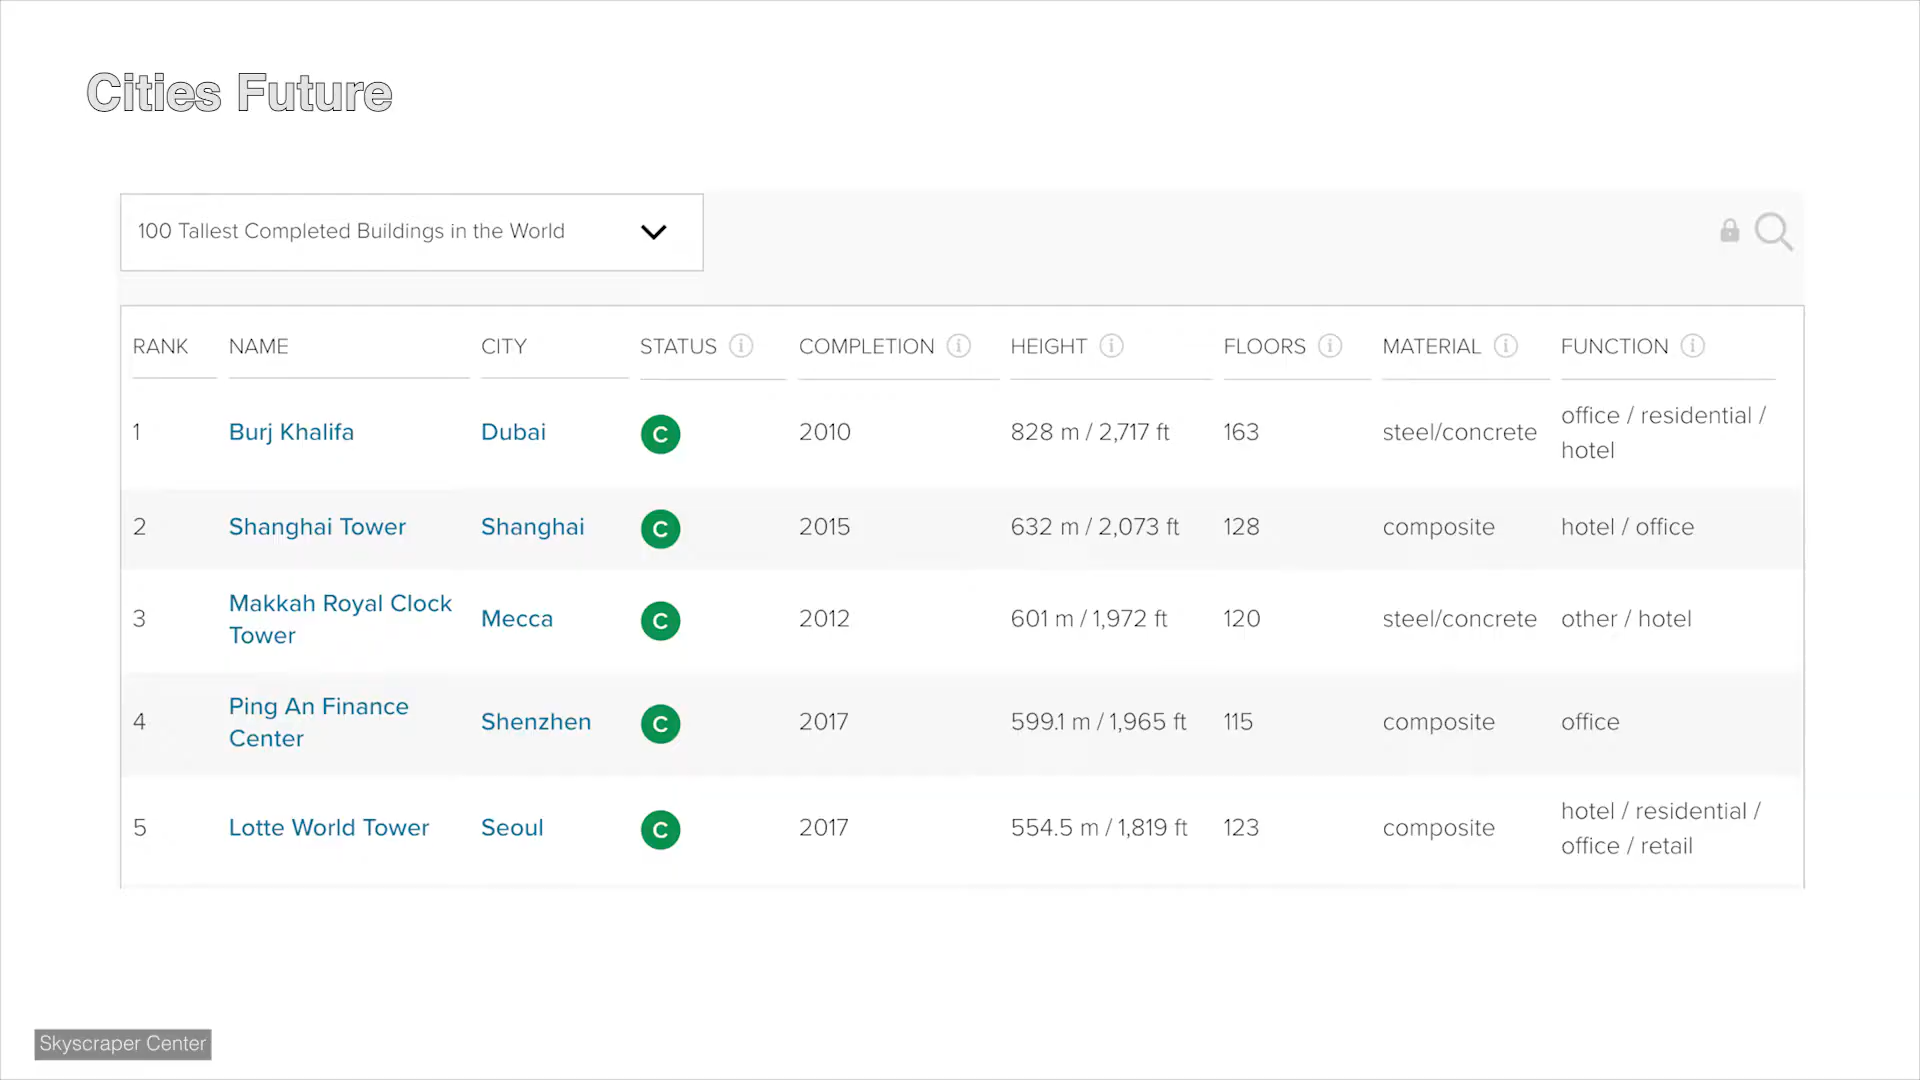 Cities Future
100 Tallest Completed Buildings in the World
RANK NAME CITY STATUS i COMPLETION i HEIGHT i FLOORS i MATERIAL i FUNCTION i
1 Burj Khalifa Dubai C 2010 828 m / 2,717 ft 163 steel/concrete office / residential /
hotel
2 Shanghai Tower Shanghai C 2015 632 m / 2,073 ft 128 composite hotel / office
3 Makkah Royal Clock
Tower Mecca C 2012 601 m / 1,972 ft 120 steel/concrete other / hotel
4 Ping An Finance
Center Shenzhen C 2017 599.1 m / 1,965 ft 115 composite office
5 Lotte World Tower Seoul C 2017 554.5 m / 1,819 ft 123 composite hotel / residential /
office / retail
Skyscraper Center